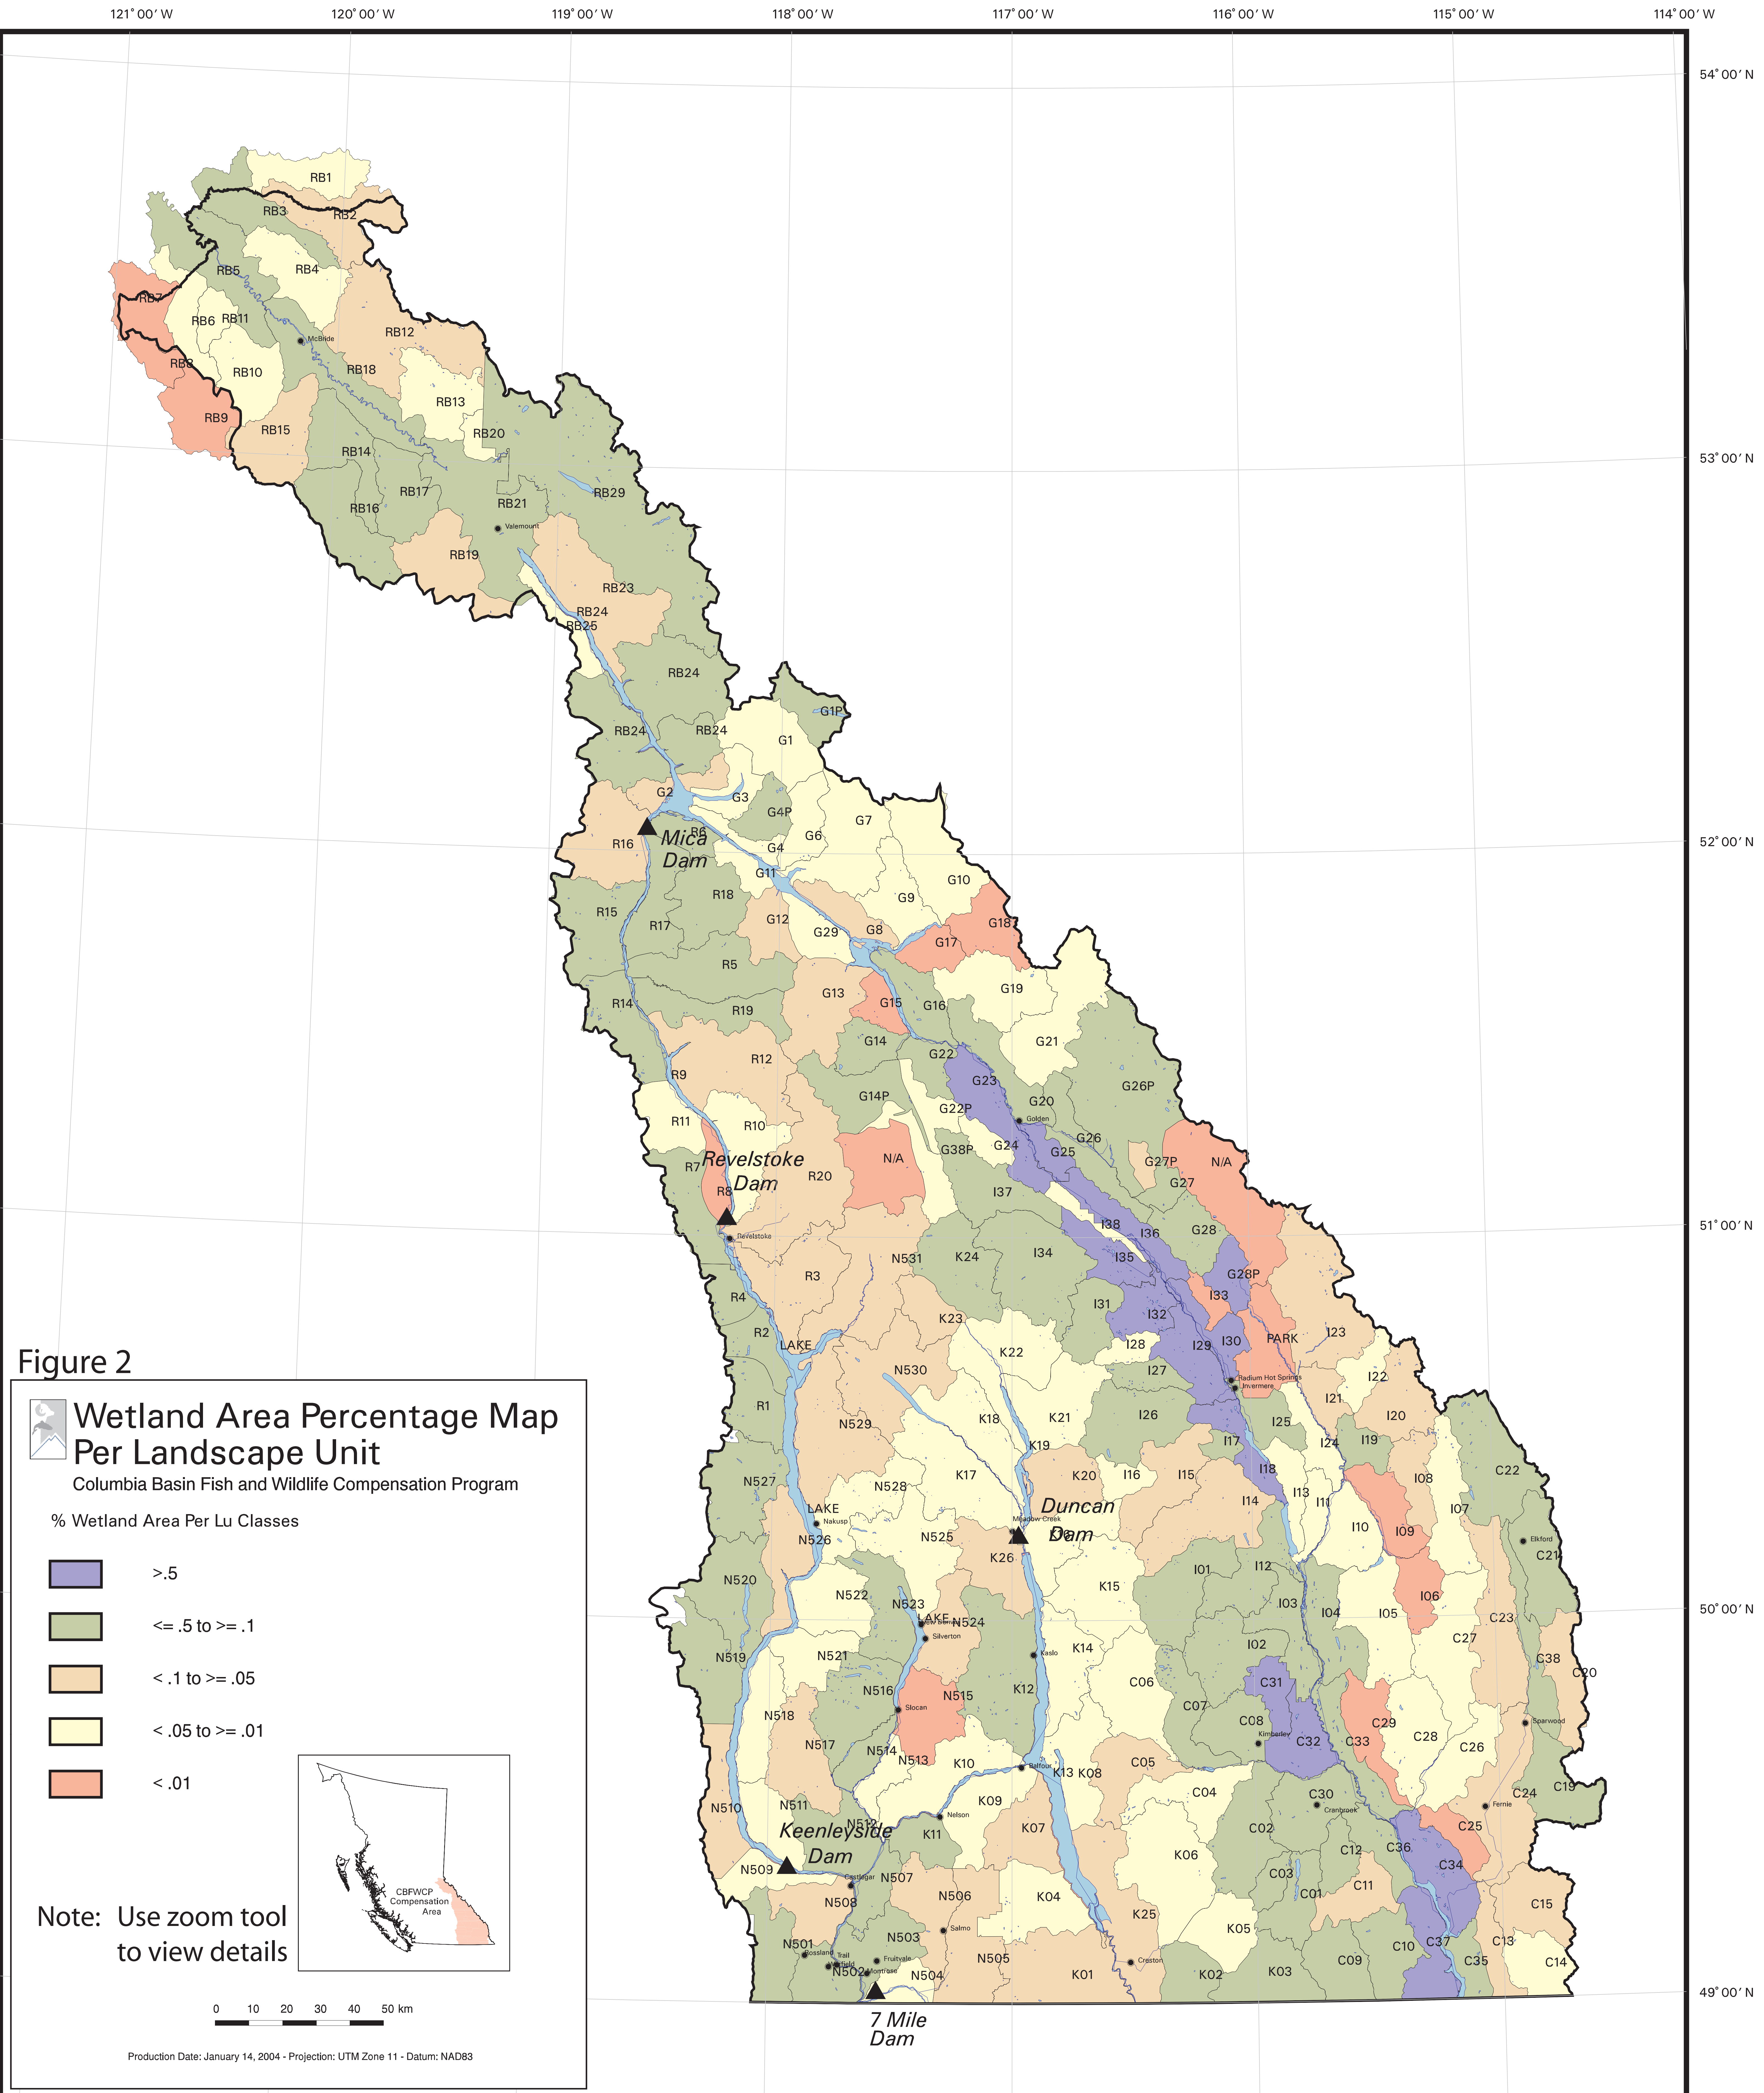 121°00′W 120°00′W 119°00′W 118°00′W 117°00′W 116°00′W 115°00′W 114°00′W
54°00′N
RB1
RB3
RB2
RB5
RB4
RB7
RB6
RB11
RB12
McBride
RB8
RB10
RB18
RB13
RB9
RB15
RB20
53°00′N
RB14
RB17
RB29
RB16
RB21
Valemount
RB19
RB23
RB24
RB25
RB24
G1P
RB24
RB24
G1
G2
G3
G4P
G7
G6
R6
Mica
Dam
52°00′N
R16
G4
G11
G10
R18
G9
R15
G12
R17
G29
G8
G18
G17
R5
G19
G13
R14
G15
G16
R19
G14
G21
G22
R12
R9
G23
G26P
G14P
G20
G22P
Golden
R11
R10
G26
G24
G38P
G25
Revelstoke
Dam
R7
N/A
G27P
N/A
R20
G27
R8
I37
51°00′N
I38
I36
G28
Revelstoke
N531
K24
I34
I35
R3
G28P
R4
I33
I31
I32
K23
R2
LAKE
I30
PARK
I23
I29
I28
K22
N530
I27
Radium Hot Springs
Invermere
I22
Figure 2
I21
R1
K18
K21
I26
I25
I20
N529
Wetland Area Percentage Map
Per Landscape Unit
Columbia Basin Fish and Wildlife Compensation Program
K19
I17
I24
I19
N527
K17
K20
I16
I15
I18
I08
C22
N528
I13
I11
I14
I07
LAKE
Duncan
Dam
Nakusp
Meadow Creek
% Wetland Area Per Lu Classes
N526
N525
I10
I09
Elkford
K26
C21
>.5
N520
I01
I12
K15
N522
N523
I06
<= .5 to >= .1
LAKE
N524
I03
I04
I05
C23
50°00′N
Silverton
K14
I02
C27
Kaslo
N519
N521
C38
C20
< .1 to >= .05
N516
N515
K12
C06
C31
Slocan
N518
C07
C08
C29
Sparwood
< .05 to >= .01
Kimberley
C32
C33
C28
C26
N517
N514
N513
K10
C05
Balfour
K13
K08
< .01
C19
C04
C30
C24
N510
N511
K09
Cranbrook
Fernie
Nelson
N512
K07
C02
C25
Keenleyside
Dam
K11
C12
C36
K06
C34
N509
C03
Castlegar
N507
C11
C01
N506
K04
CBFWCP
Compensation
Area
N508
C15
K25
Note: Use zoom tool
to view details
Salmo
K05
N501
N503
C10
C37
C13
Rossland
Trail
Fruitvale
N505
C09
C35
C14
Creston
N502
Montrose
N504
K01
K02
K03
49°00′N
0 10 20 30 40 50 km
7 Mile
Dam
Production Date: January 14, 2004 - Projection: UTM Zone 11 - Datum: NAD83